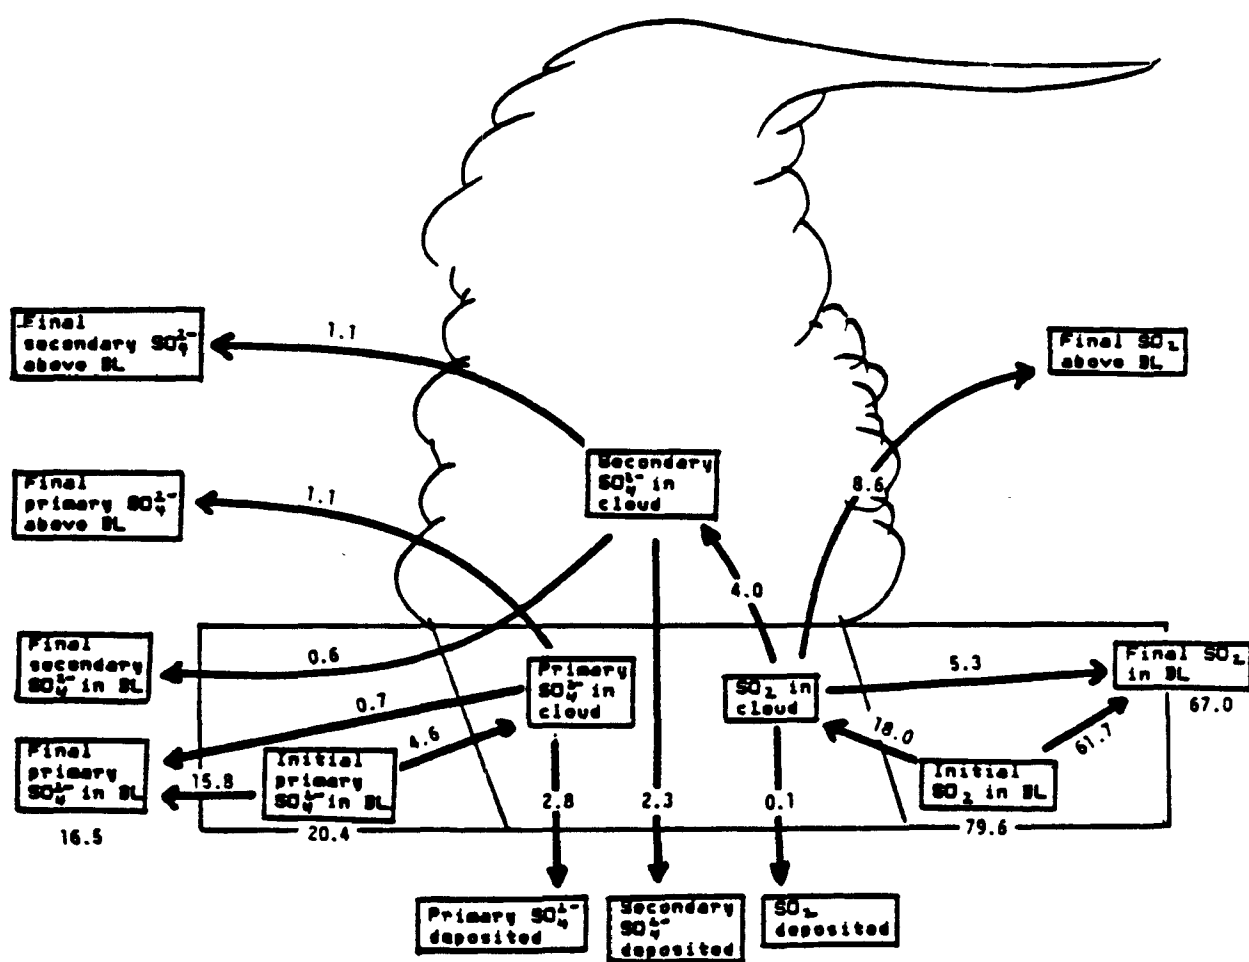 Final
secondary SO₄²⁻
above BL
1.1
Final SO₂
above BL
Secondary
SO₄²⁻ in
cloud
8.6
Final
primary SO₄²⁻
above BL
1.1
4.0
Final
secondary
SO₄²⁻ in BL
0.6
Primary
SO₄²⁻ in
cloud
SO₂ in
cloud
5.3
Final SO₂
in BL
67.0
0.7
4.6
18.0
61.7
Final
primary
SO₄²⁻ in BL
16.5
15.8
Initial
primary
SO₄²⁻ in BL
20.4
2.8
2.3
0.1
Initial
SO₂ in BL
79.6
Primary SO₄²⁻
deposited
Secondary
SO₄²⁻
deposited
SO₂
deposited